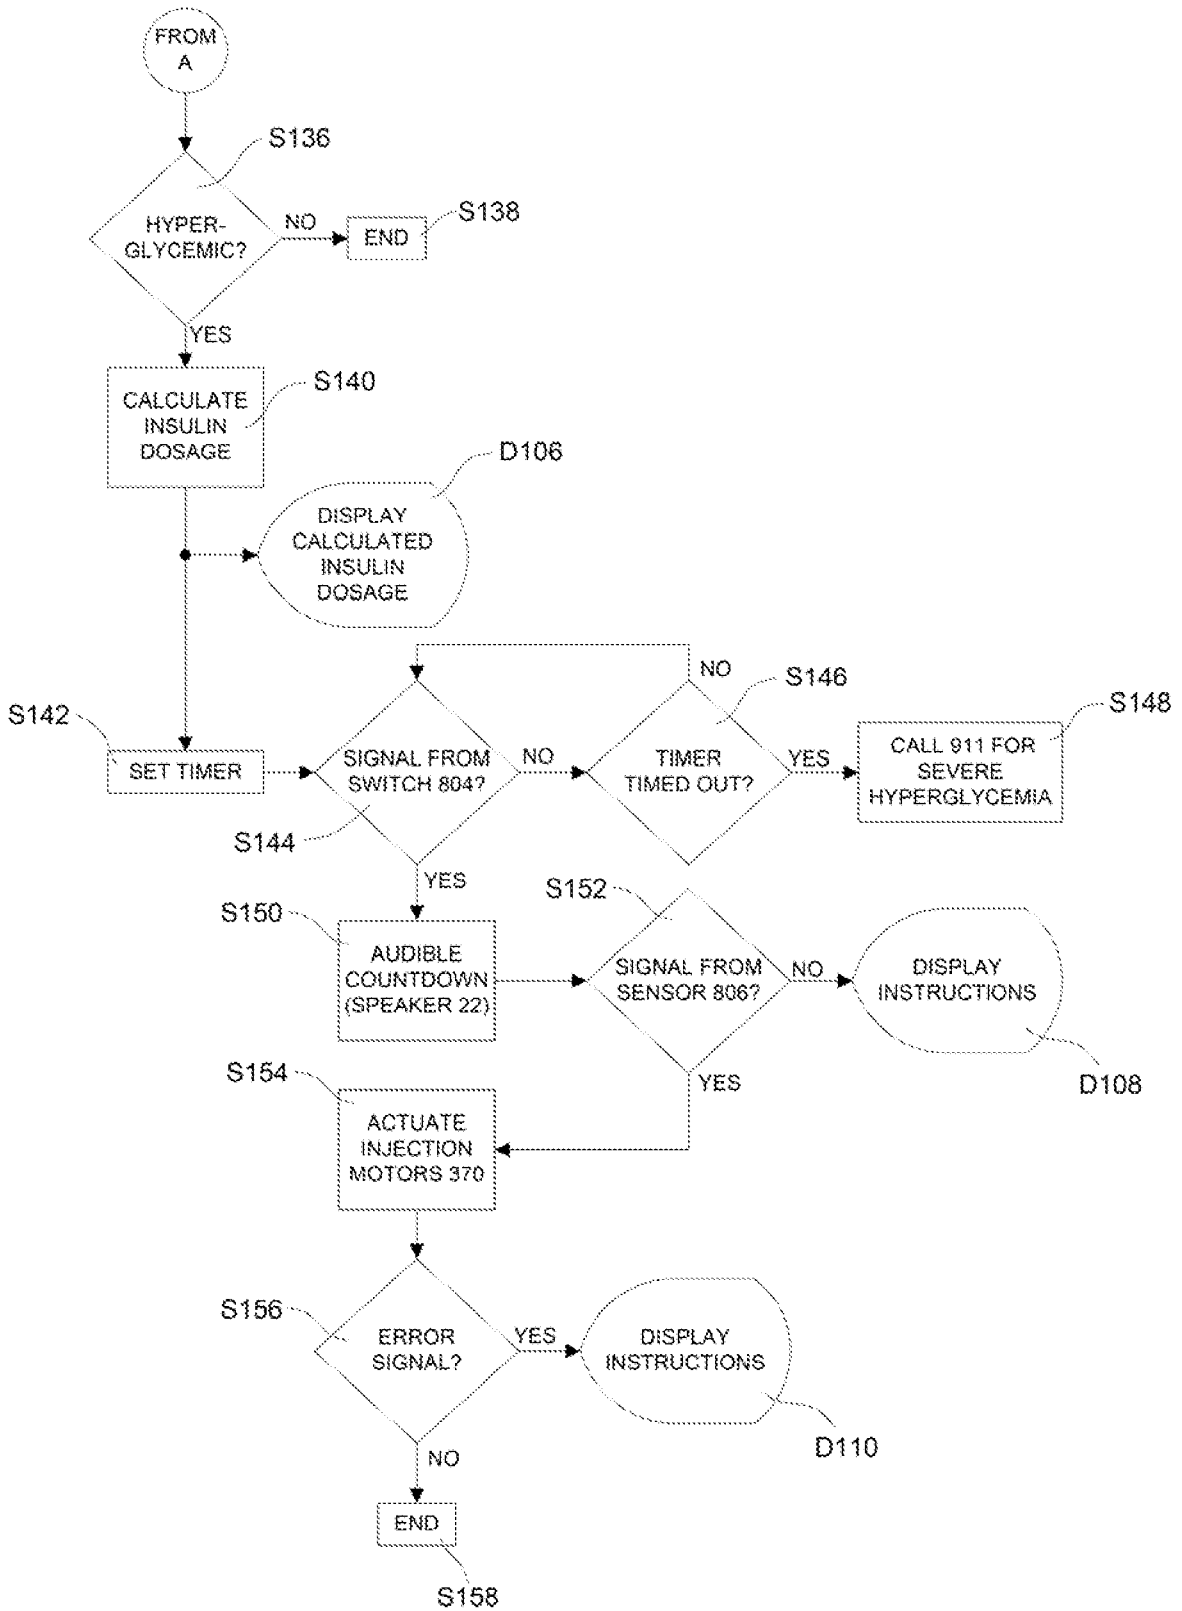 FROM
A
S136
HYPER-
GLYCEMIC?
NO
END
S138
YES
CALCULATE
INSULIN
DOSAGE
S140
D106
DISPLAY
CALCULATED
INSULIN
DOSAGE
S142
SET TIMER
SIGNAL FROM
SWITCH 804?
S144
NO
NO
S146
TIMER
TIMED OUT?
YES
S148
CALL 911 FOR
SEVERE
HYPERGLYCEMIA
YES
S150
AUDIBLE
COUNTDOWN
(SPEAKER 22)
S152
SIGNAL FROM
SENSOR 806?
NO
DISPLAY
INSTRUCTIONS
D108
YES
S154
ACTUATE
INJECTION
MOTORS 370
S156
ERROR
SIGNAL?
YES
DISPLAY
INSTRUCTIONS
D110
NO
END
S158